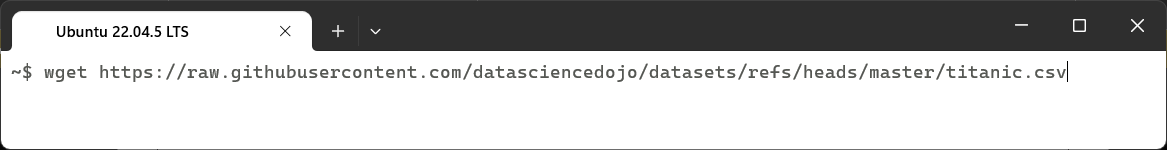 Ubuntu 22.04.5 LTS
~$ wget https://raw.githubusercontent.com/datasciencedojo/datasets/refs/heads/master/titanic.csv